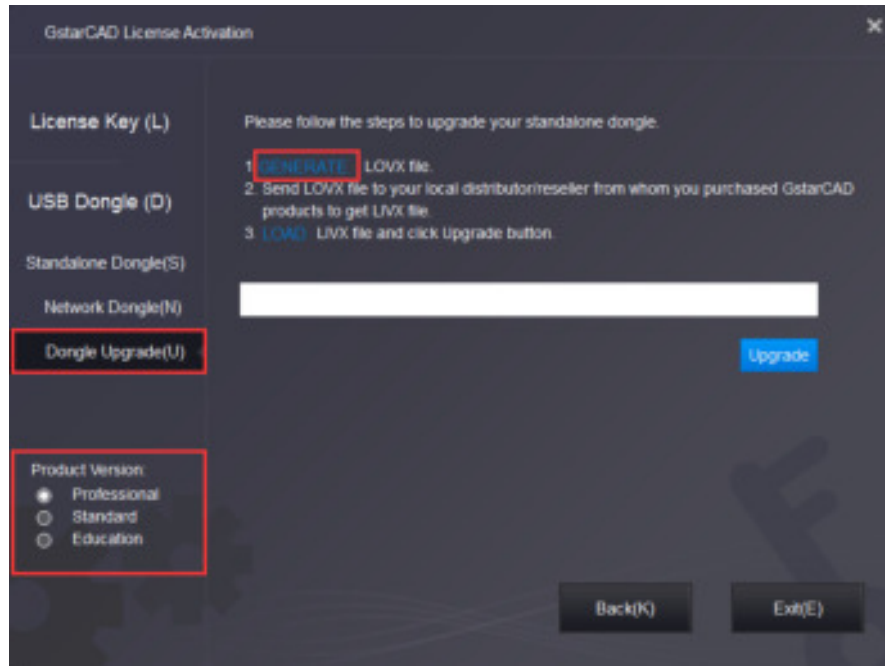 GstarCAD License Activation
License Key (L)
USB Dongle (D)
Standalone Dongle(S)
Network Dongle(N)
Dongle Upgrade(U)
Product Version:
Professional
Standard
Education
Please follow the steps to upgrade your standalone dongle.
1. GENERATE LOVX file.
2. Send LOVX file to your local distributor/reseller from whom you purchased GstarCAD
products to get LIVX file.
3. LOAD LIVX file and click Upgrade button.
Upgrade
Back(K)
Exit(E)